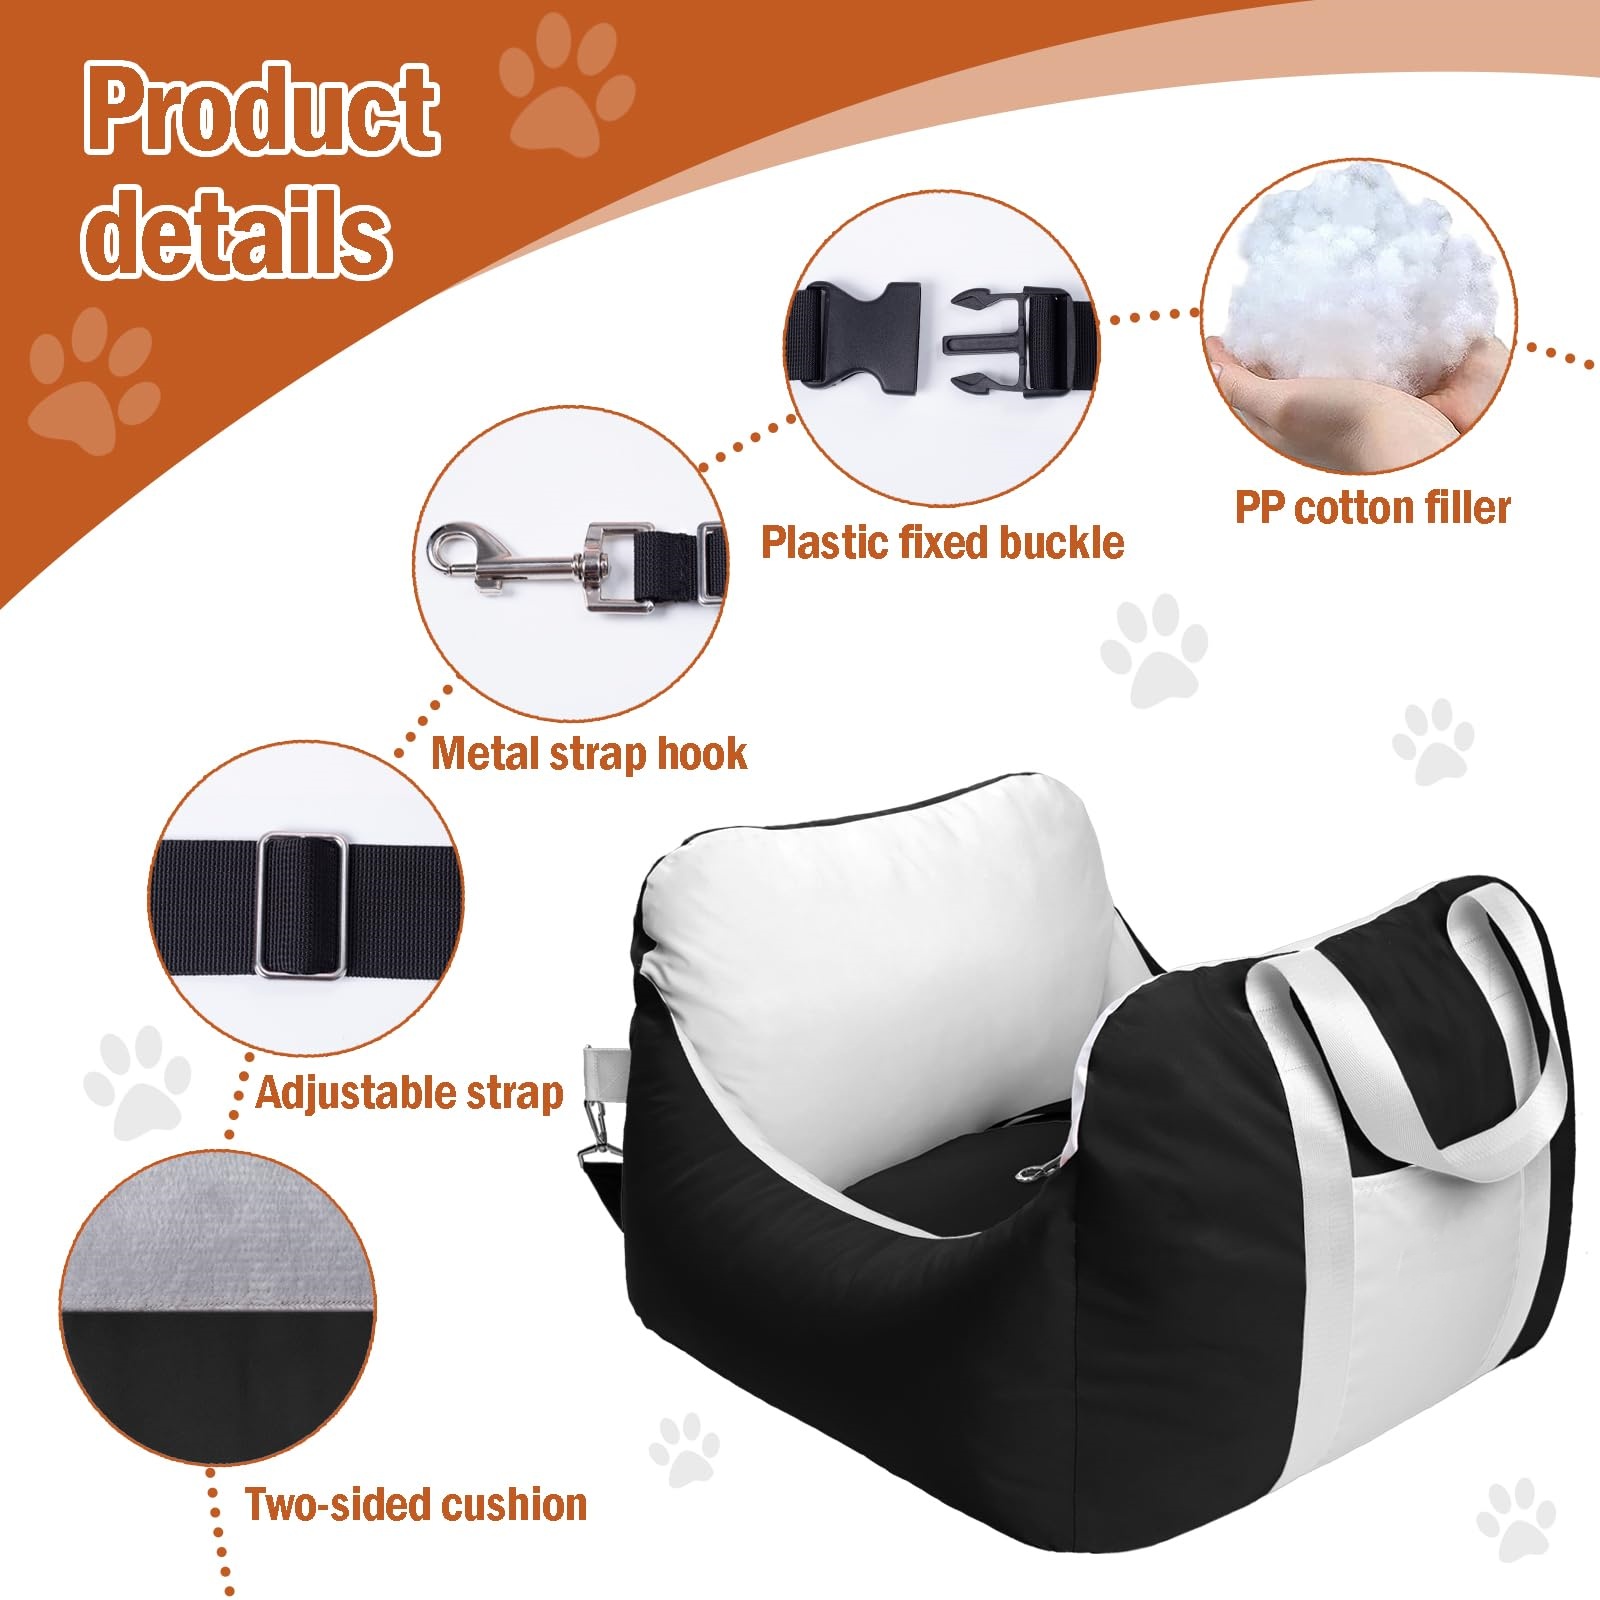 Product
details
PP cotton filler
Plastic fixed buckle
Metal strap hook
Adjustable strap
Two-sided cushion